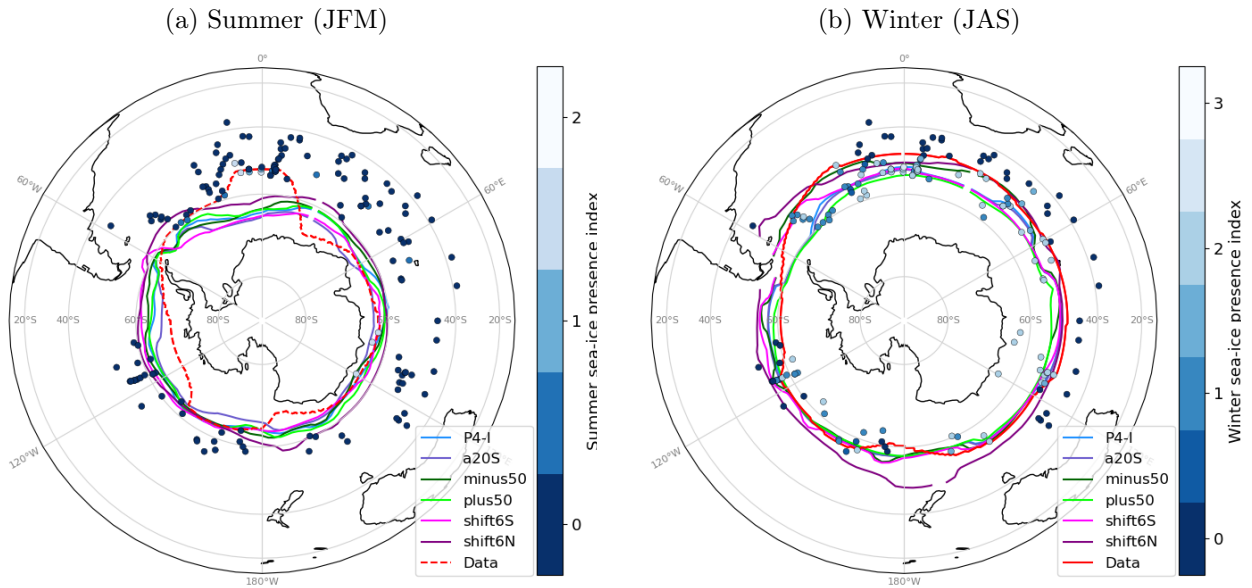 (a) Summer (JFM)
0°
60°W
60°E
20°S 40°S 60°S 80°S 80°S 60°S 40°S 20°S
120°W
180°W
P4-I
a20S
minus50
plus50
shift6S
shift6N
Data
2
1
0
Summer sea-ice presence index
(b) Winter (JAS)
0°
60°W
60°E
20°S 40°S 60°S 80°S 80°S 60°S 40°S 20°S
120°W
180°W
P4-I
a20S
minus50
plus50
shift6S
shift6N
Data
3
2
1
0
Winter sea-ice presence index